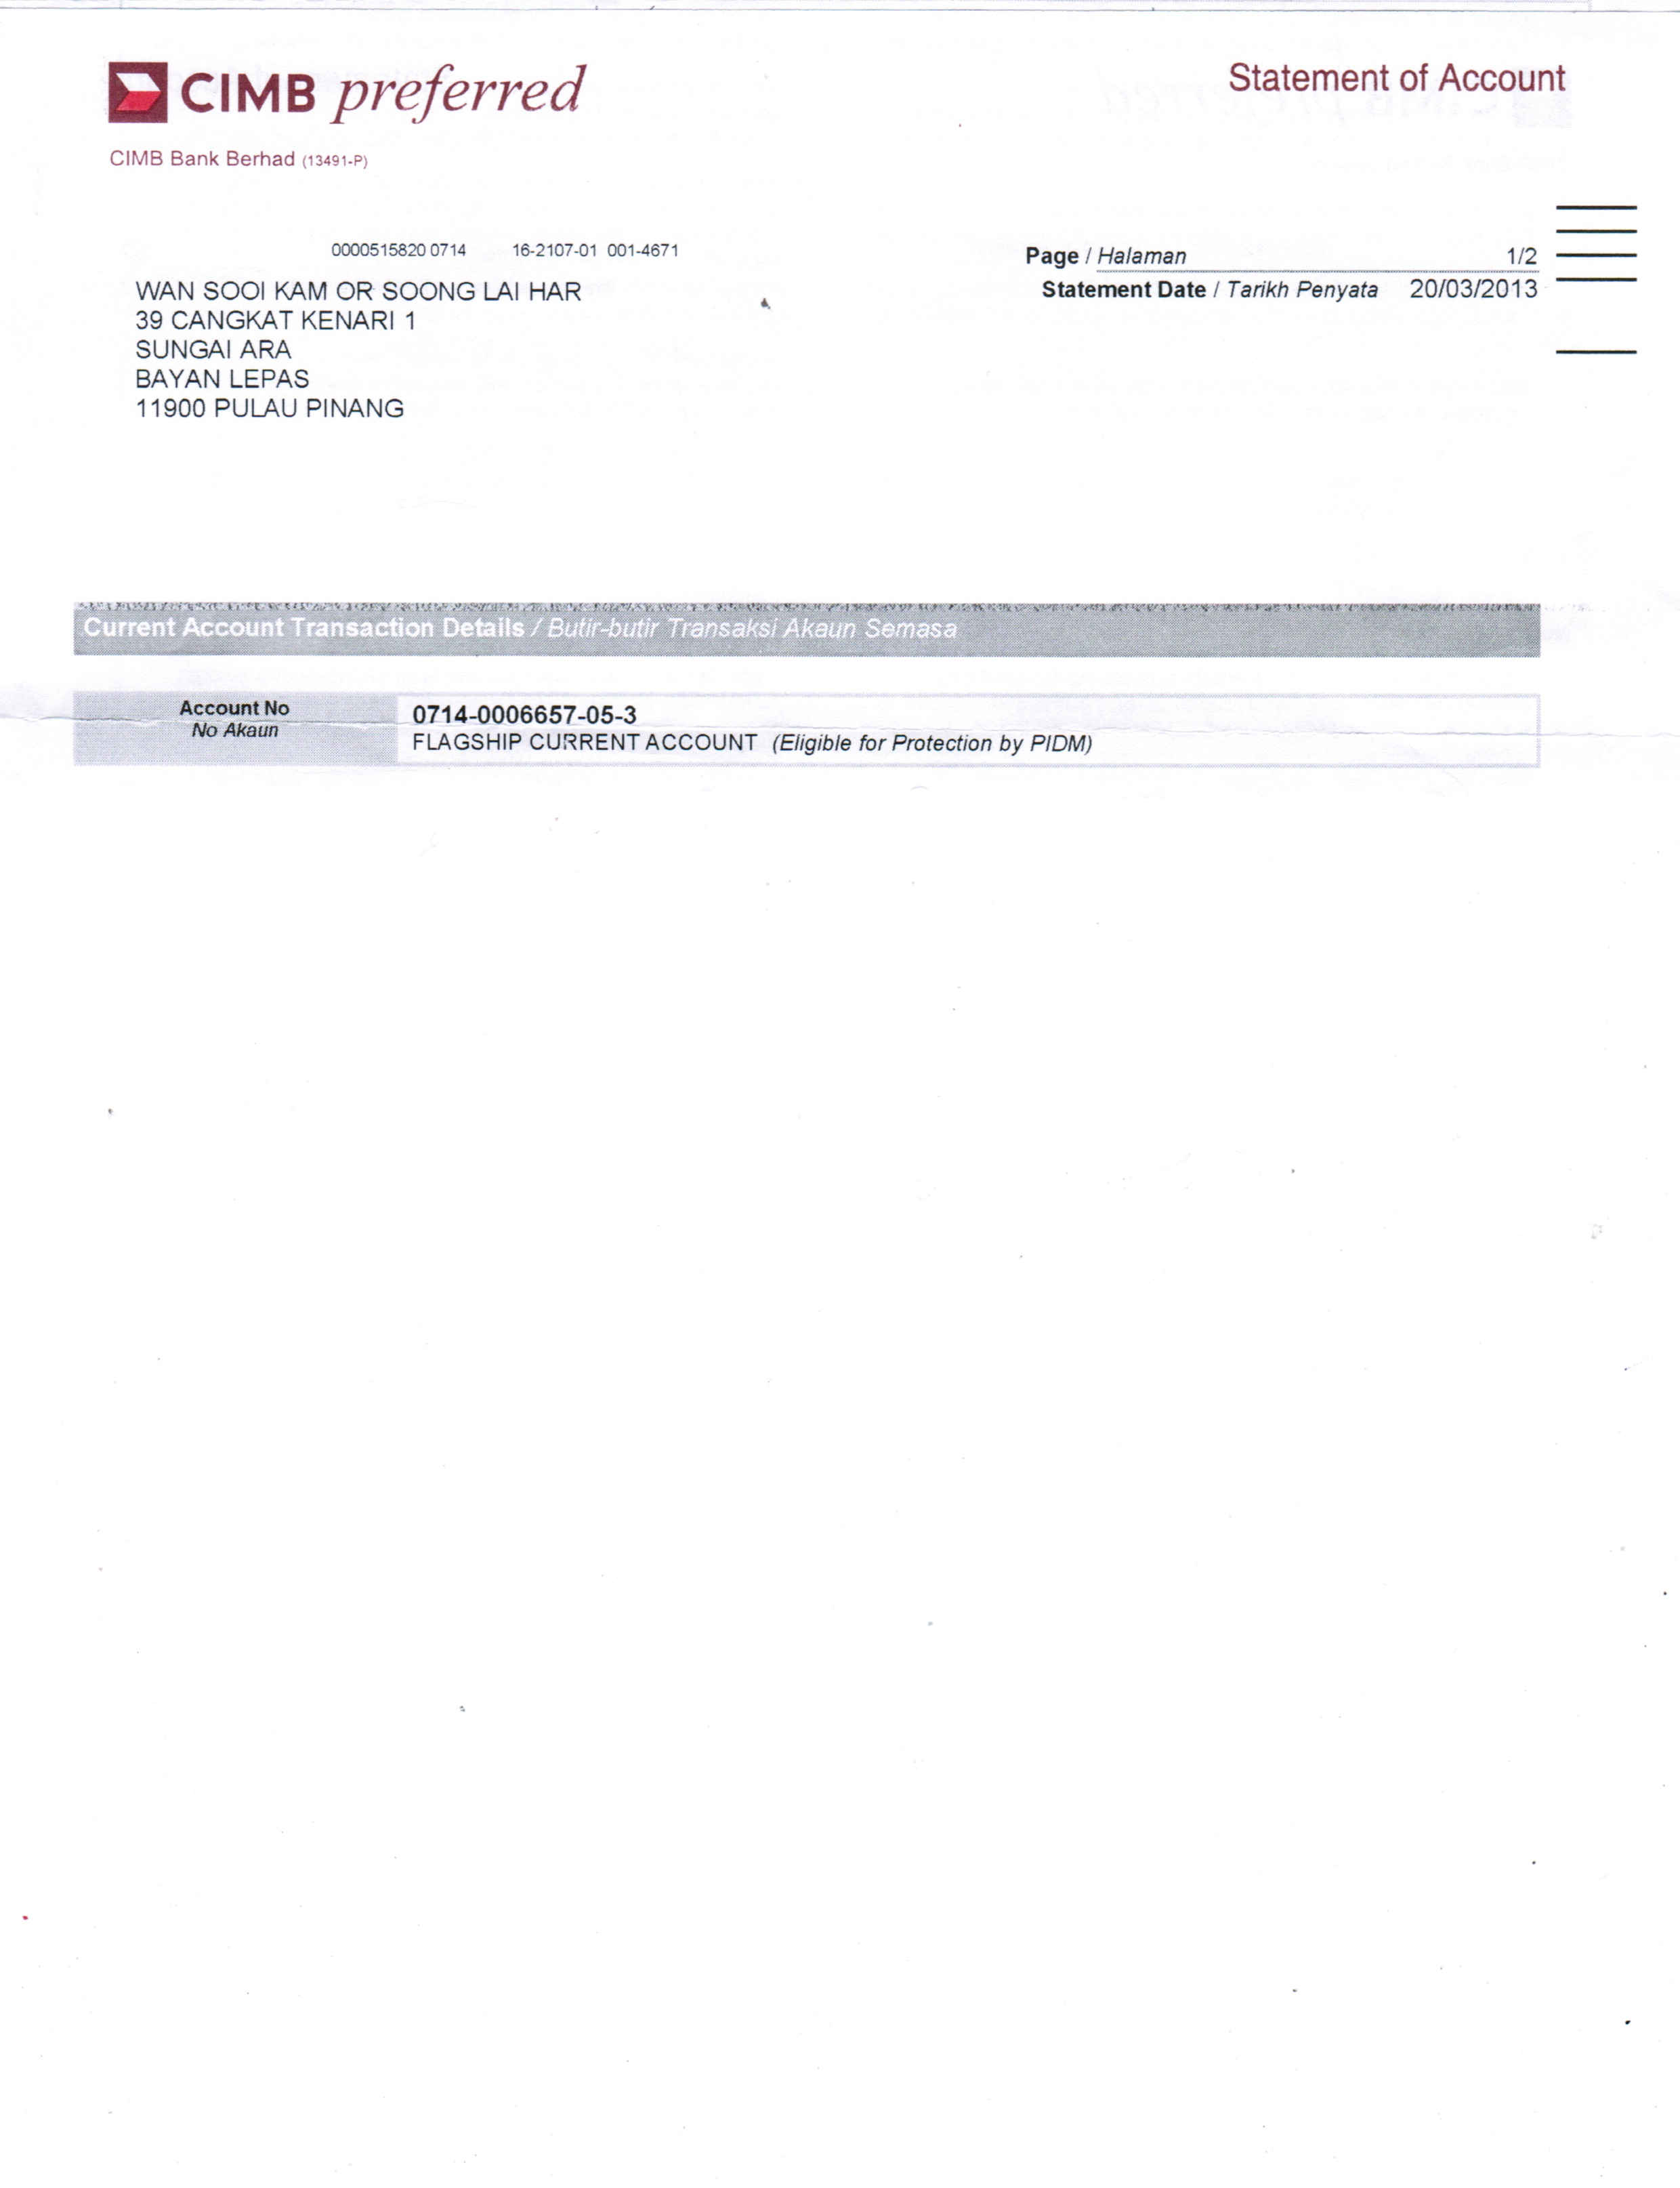 CIMB preferred
Statement of Account
CIMB Bank Berhad (13491-P)
0000515820 0714 16-2107-01 001-4671
Page / Halaman 1/2
Statement Date / Tarikh Penyata 20/03/2013
WAN SOOI KAM OR SOONG LAI HAR
39 CANGKAT KENARI 1
SUNGAI ARA
BAYAN LEPAS
11900 PULAU PINANG
Current Account Transaction Details / Butir-butir Transaksi Akaun Semasa
Account No
No Akaun
0714-0006657-05-3
FLAGSHIP CURRENT ACCOUNT (Eligible for Protection by PIDM)